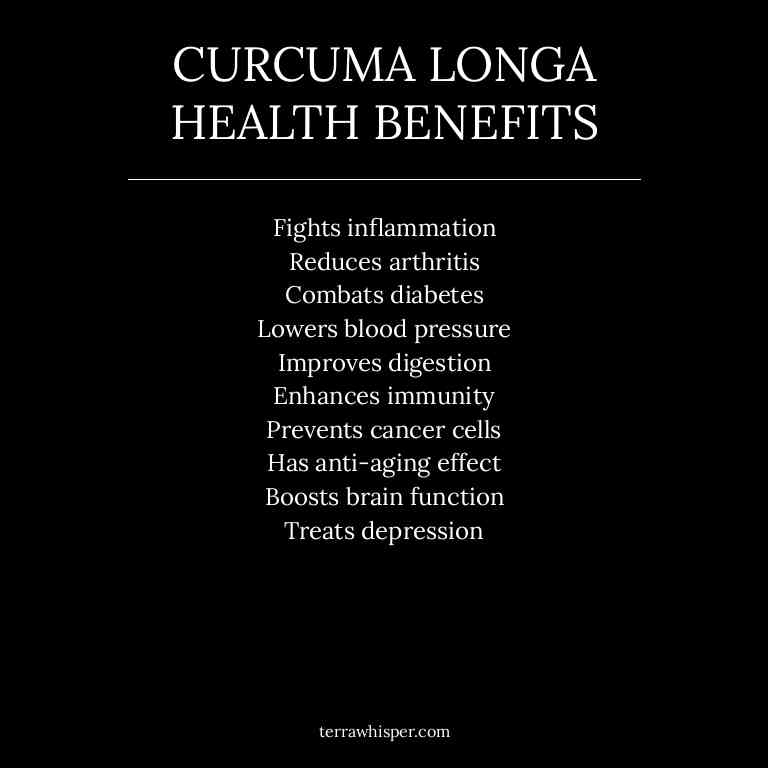 CURCUMA LONGA
HEALTH BENEFITS
Fights inflammation
Reduces arthritis
Combats diabetes
Lowers blood pressure
Improves digestion
Enhances immunity
Prevents cancer cells
Has anti-aging effect
Boosts brain function
Treats depression
terrawhisper.com